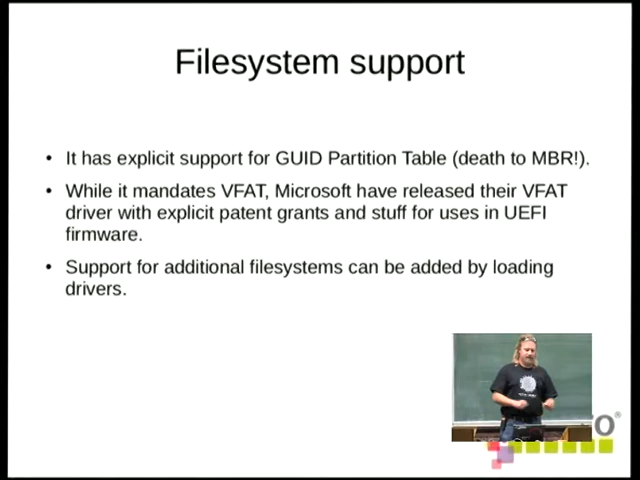 Filesystem support
• It has explicit support for GUID Partition Table (death to MBR!).
• While it mandates VFAT, Microsoft have released their VFAT
driver with explicit patent grants and stuff for uses in UEFI
firmware.
• Support for additional filesystems can be added by loading
drivers.